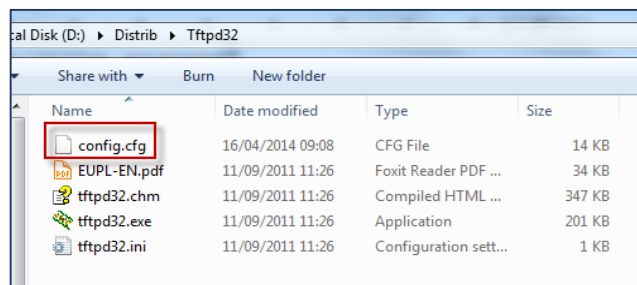 cal Disk (D:) ▸ Distrib ▸ Tftpd32
Share with Burn New folder
Name Date modified Type Size
config.cfg 16/04/2014 09:08 CFG File 14 KB
EUPL-EN.pdf 11/09/2011 11:26 Foxit Reader PDF ... 34 KB
tftpd32.chm 11/09/2011 11:26 Compiled HTML ... 347 KB
tftpd32.exe 11/09/2011 11:26 Application 201 KB
tftpd32.ini 11/09/2011 11:26 Configuration sett... 1 KB